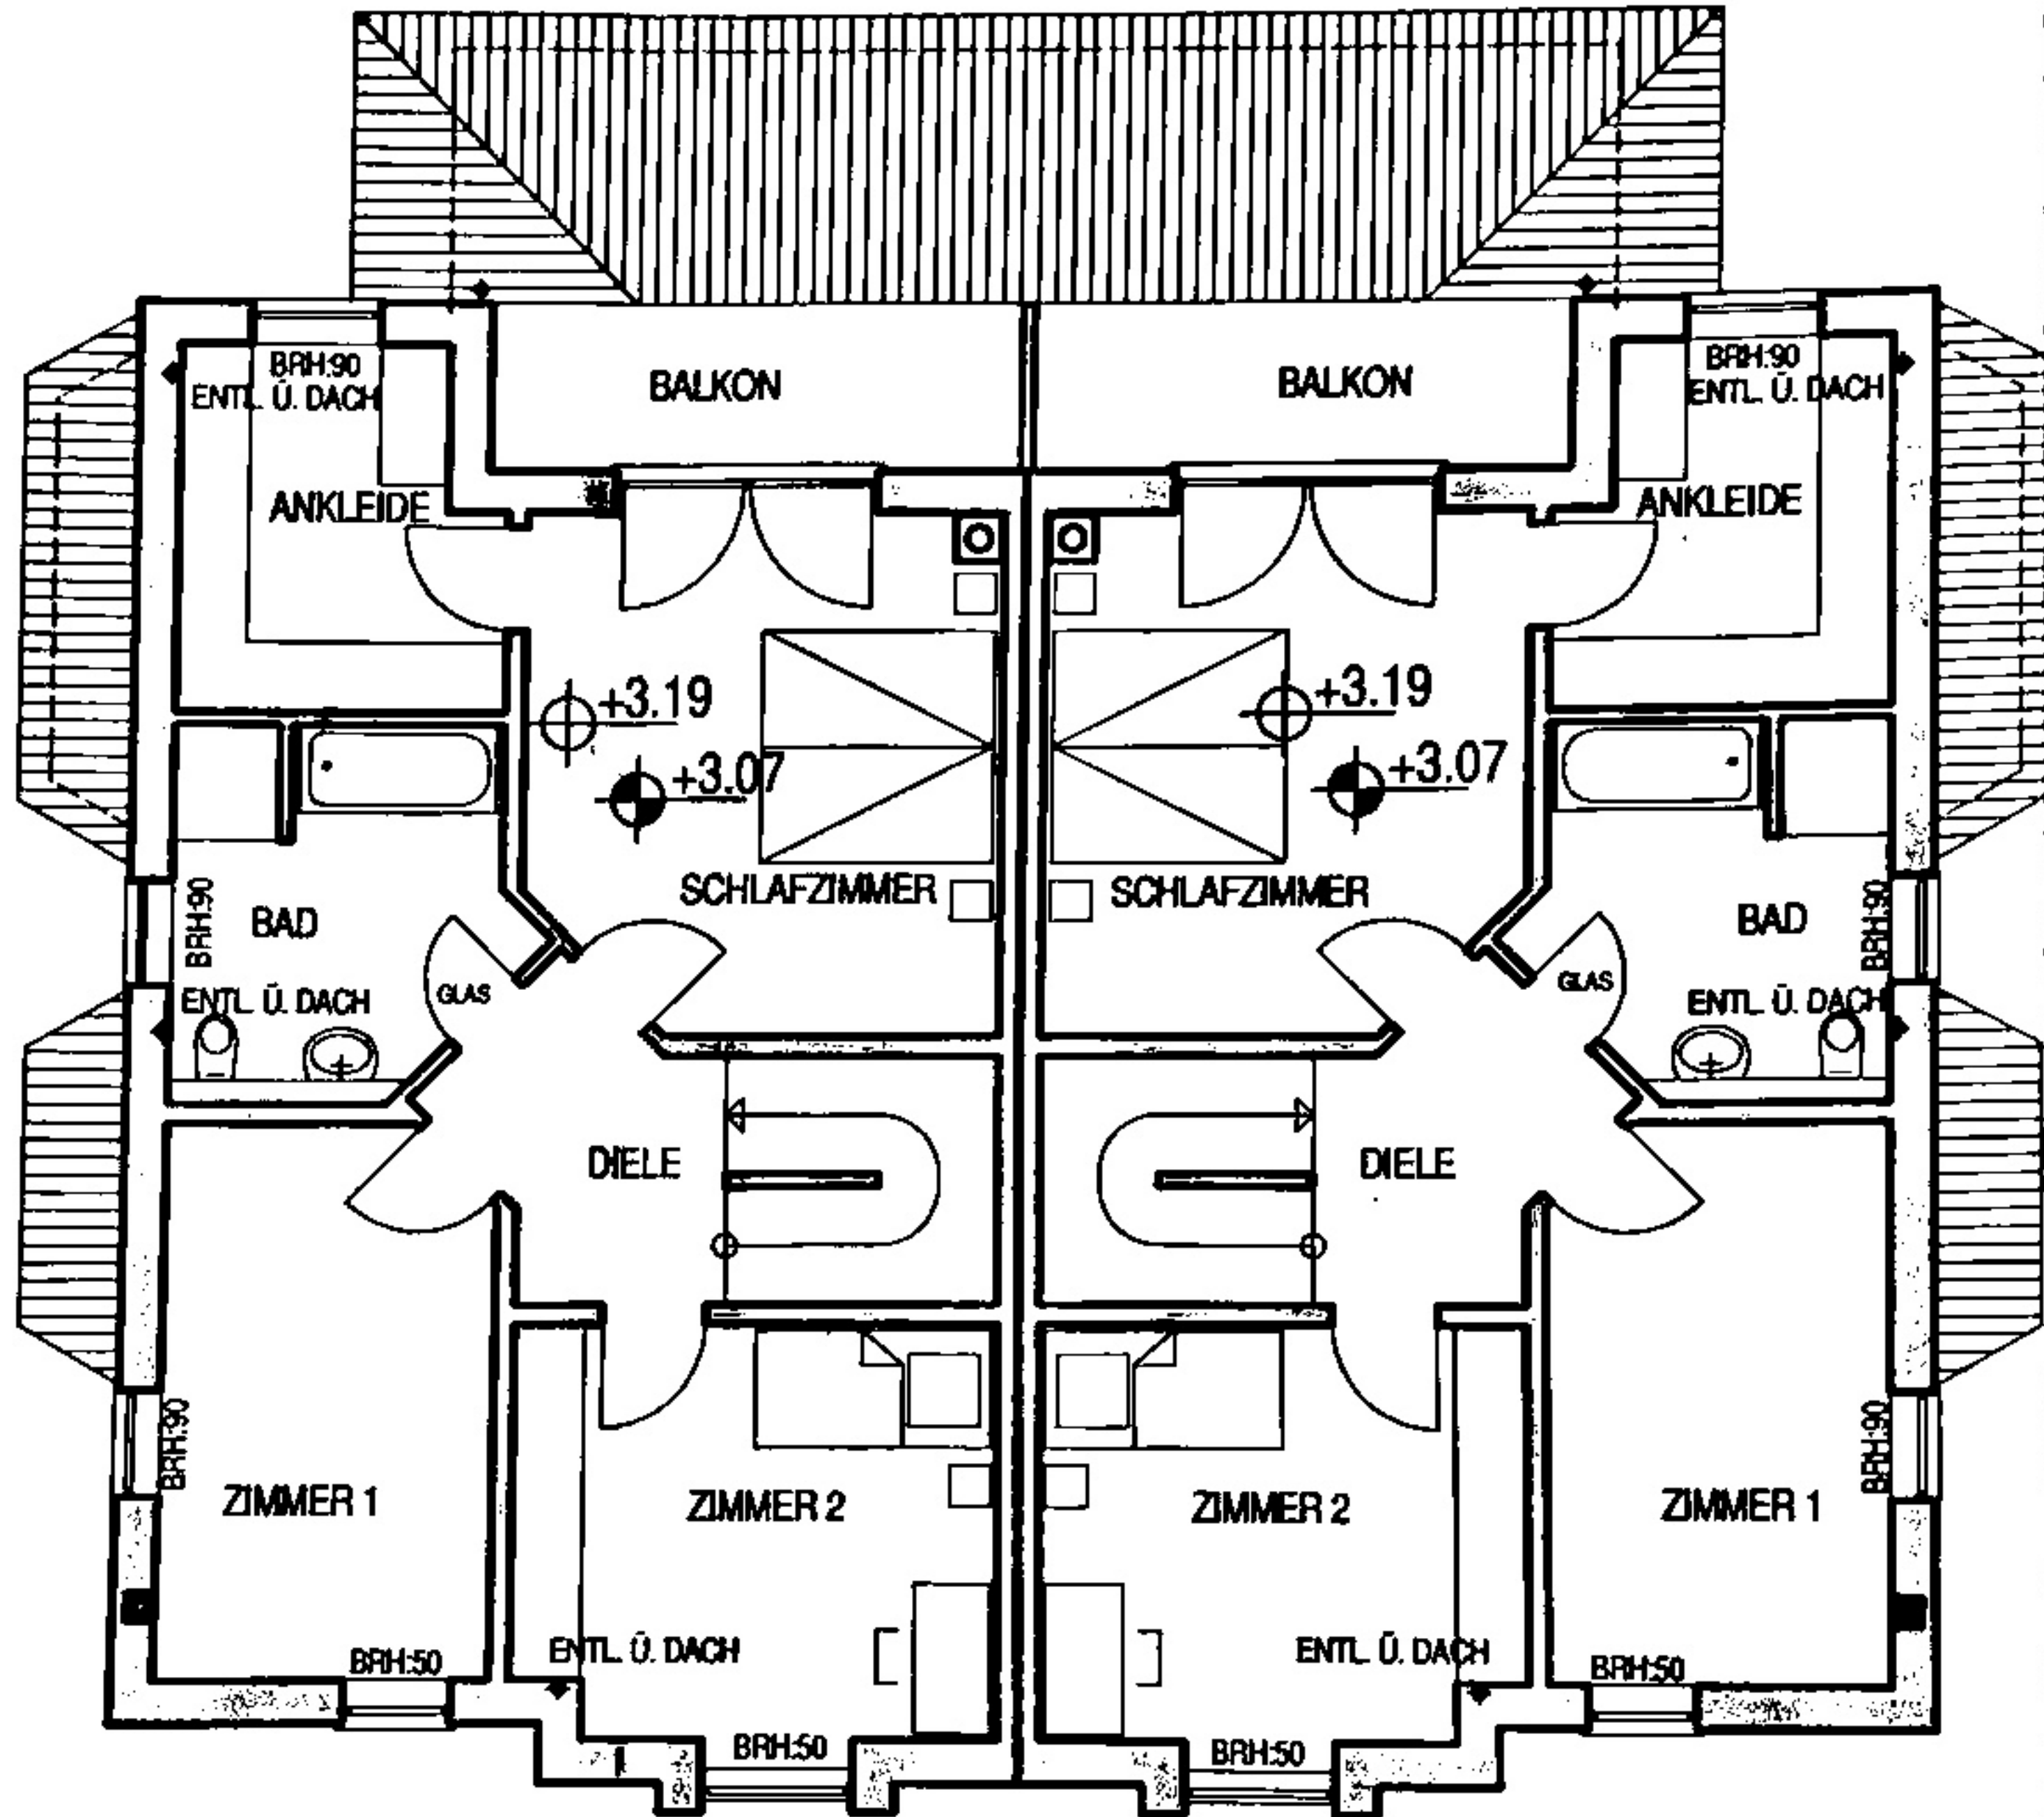 BRH:90
ENTL. Ü. DACH
BALKON
BALKON
BRH:90
ENTL. Ü. DACH
ANKLEIDE
ANKLEIDE
+3.19
+3.07
+3.19
+3.07
SCHLAFZIMMER
SCHLAFZIMMER
BRH:90
BAD
BAD
BRH:90
GLAS
GLAS
ENTL. Ü. DACH
ENTL. Ü. DACH
DIELE
DIELE
BRH:90
BRH:90
ZIMMER 1
ZIMMER 2
ZIMMER 2
ZIMMER 1
ENTL. Ü. DACH
ENTL. Ü. DACH
BRH:50
BRH:50
BRH:50
BRH:50